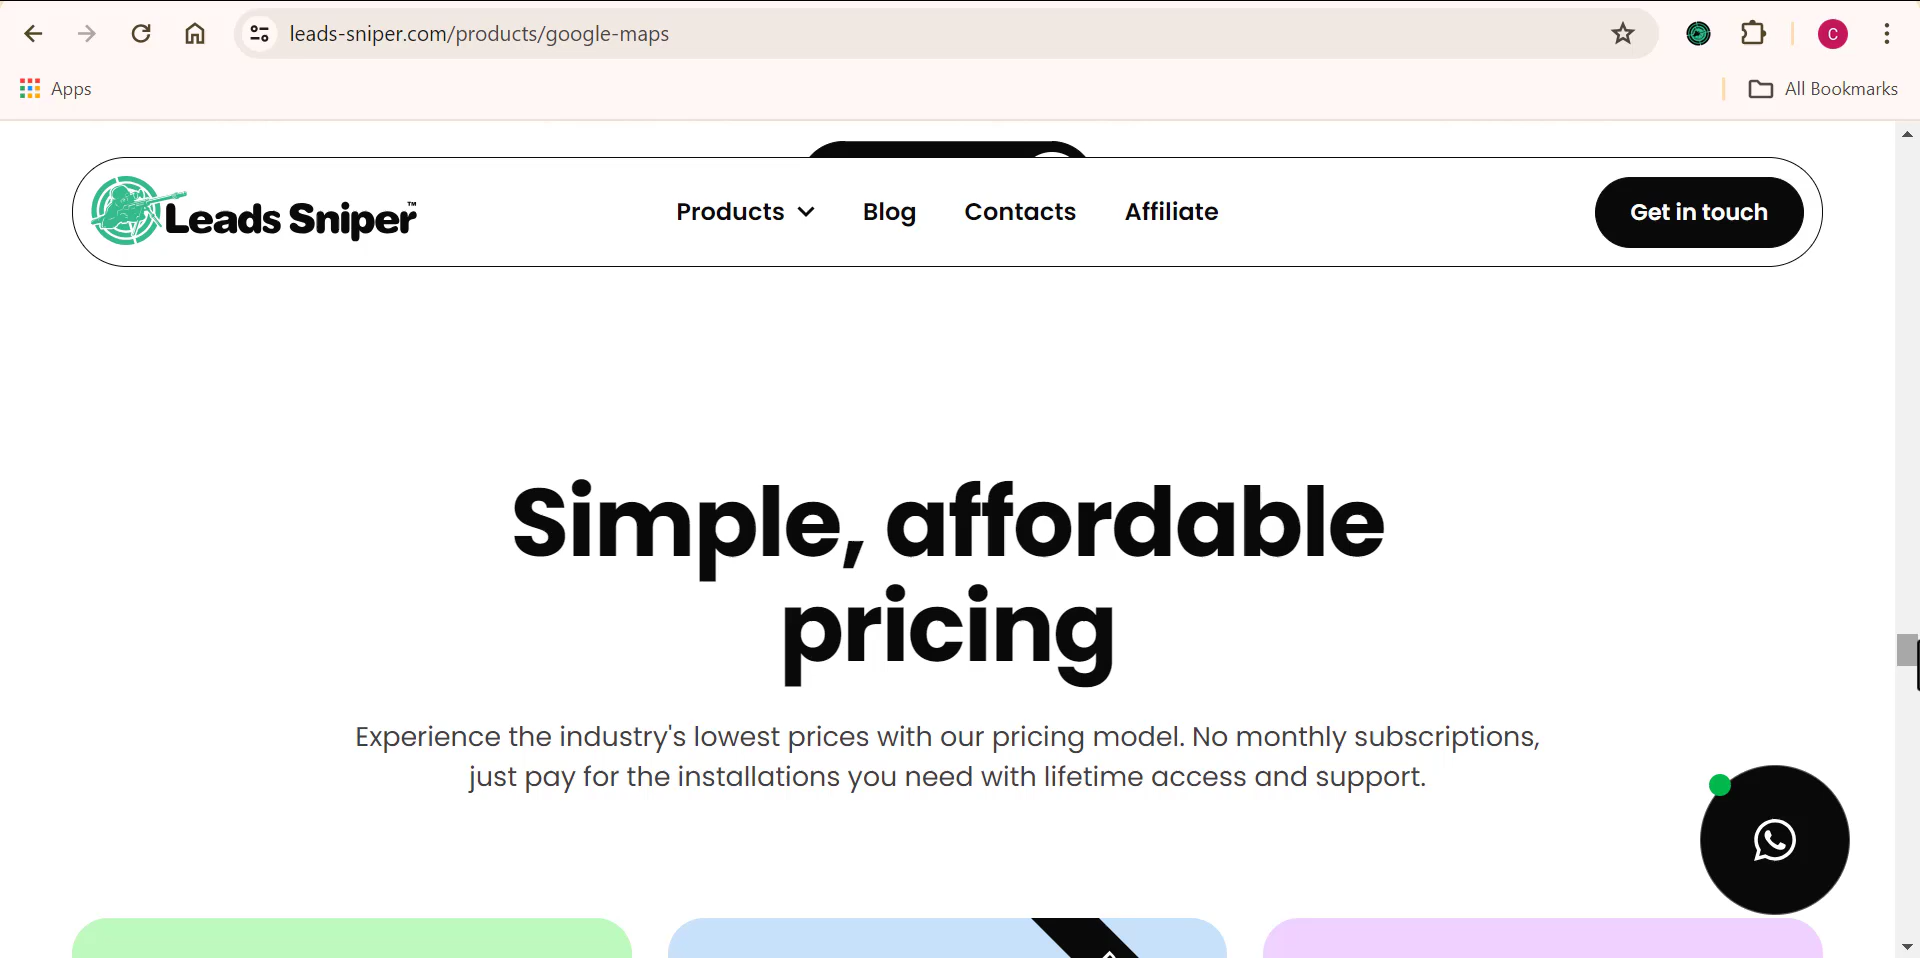 leads-sniper.com/products/google-maps
C
Apps
All Bookmarks
Leads Sniper™
Products
Blog
Contacts
Affiliate
Get in touch
Simple, affordable
pricing
Experience the industry's lowest prices with our pricing model. No monthly subscriptions,
just pay for the installations you need with lifetime access and support.